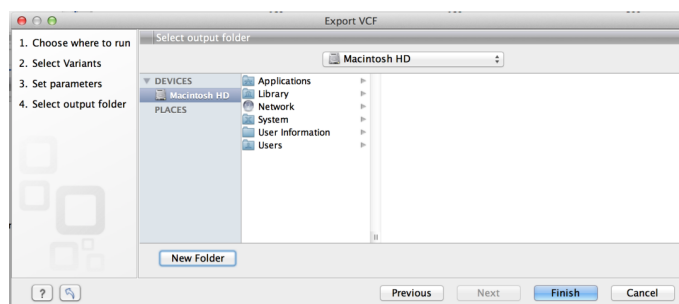 Export VCF
1. Choose where to run
2. Select Variants
3. Set parameters
4. Select output folder
Select output folder
Macintosh HD
DEVICES
Macintosh HD
PLACES
Applications
Library
Network
System
User Information
Users
New Folder
?
Previous
Next
Finish
Cancel